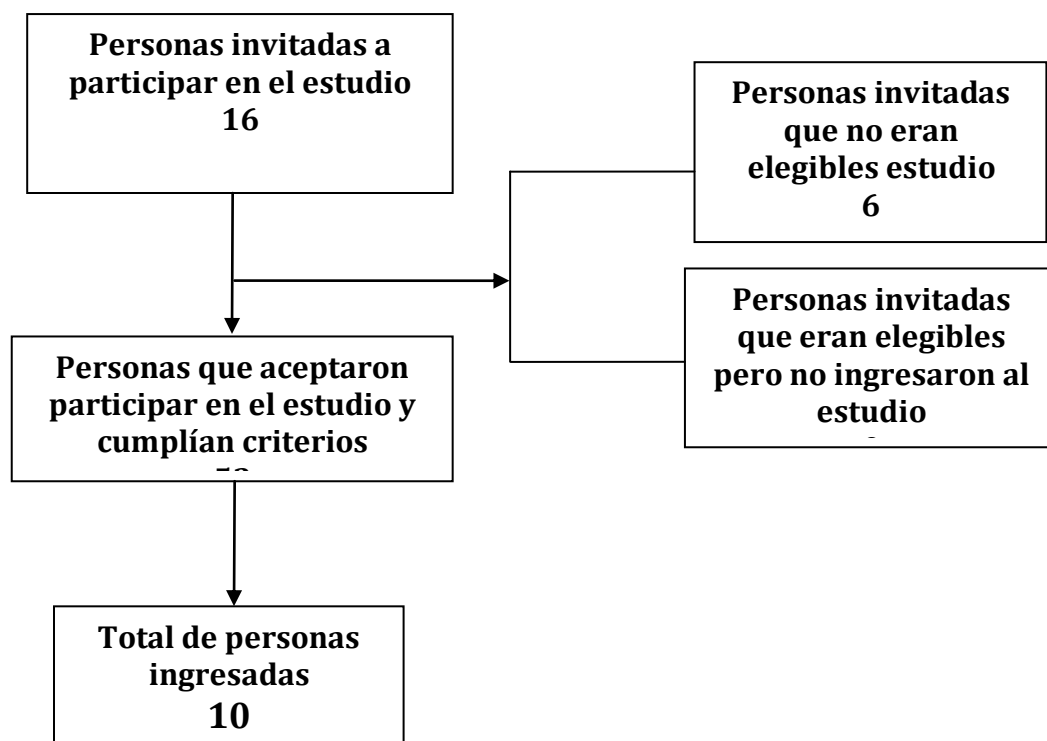 Personas invitadas a
participar en el estudio
16
Personas invitadas
que no eran
elegibles estudio
6
Personas invitadas
que eran elegibles
pero no ingresaron al
estudio
Personas que aceptaron
participar en el estudio y
cumplían criterios
Total de personas
ingresadas
10